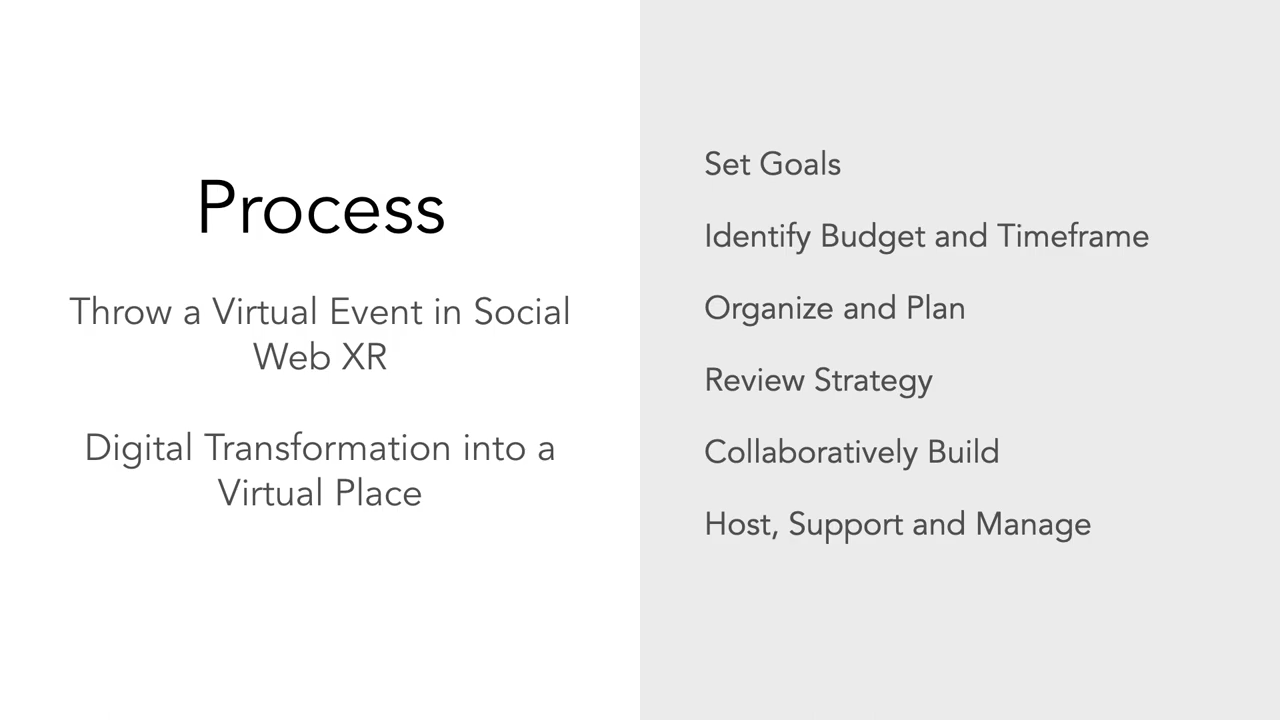 Process
Throw a Virtual Event in Social
Web XR
Digital Transformation into a
Virtual Place
Set Goals
Identify Budget and Timeframe
Organize and Plan
Review Strategy
Collaboratively Build
Host, Support and Manage